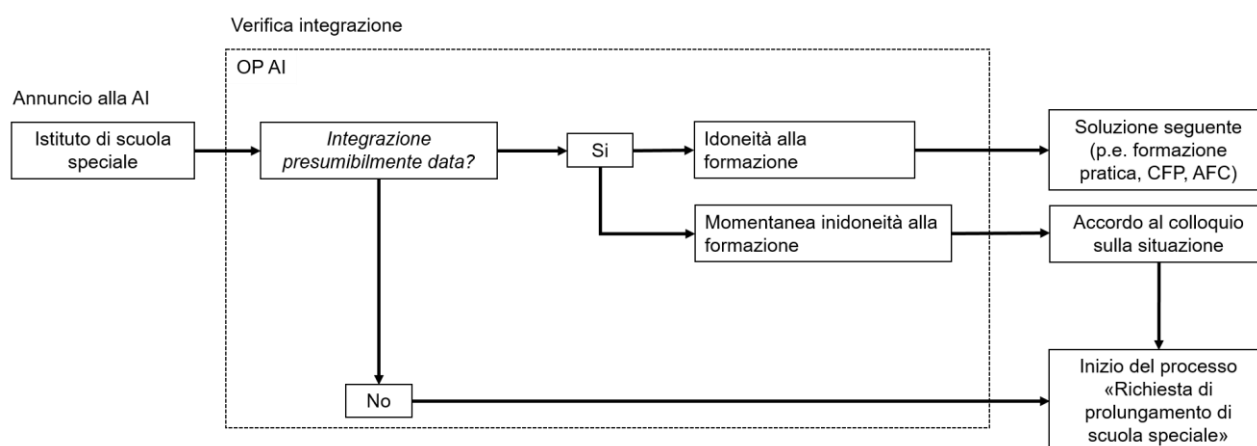 Verifica integrazione
OP AI
Annuncio alla AI
Istituto di scuola
speciale
Integrazione
presumibilmente data?
Si
Idoneità alla
formazione
Soluzione seguente
(p.e. formazione
pratica, CFP, AFC)
Momentanea inidoneità alla
formazione
Accordo al colloquio
sulla situazione
No
Inizio del processo
«Richiesta di
prolungamento di
scuola speciale»